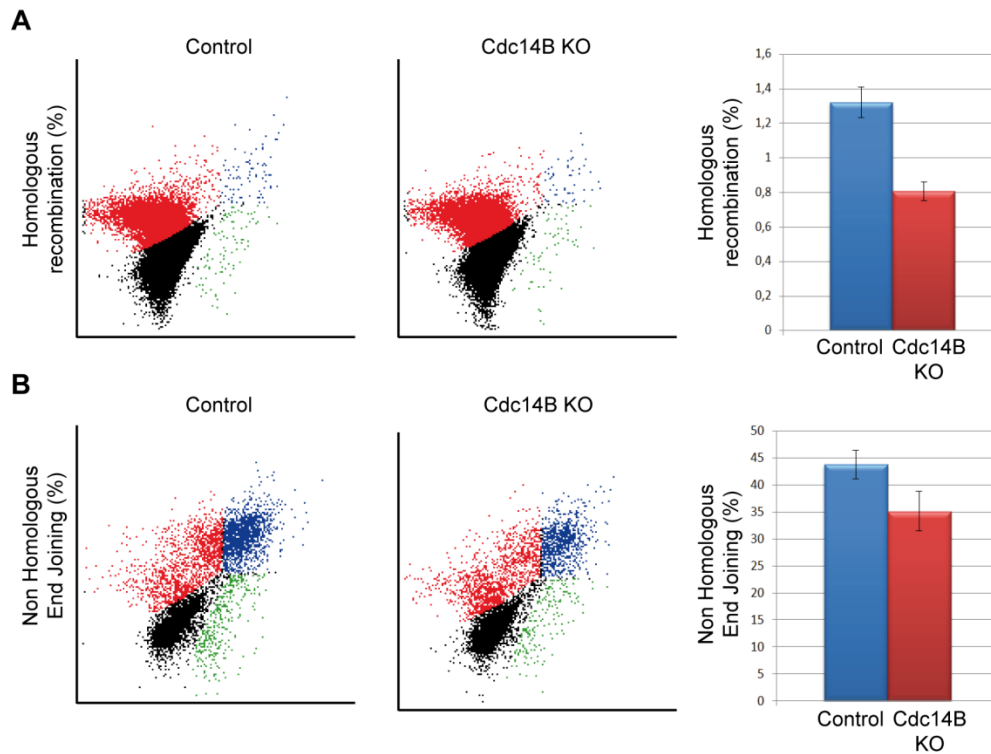 A
Control
Cdc14B KO
Homologous
recombination (%)
Homologous
recombination (%)
1,6
1,4
1,2
1
0,8
0,6
0,4
0,2
0
Control
Cdc14B
KO
B
Control
Cdc14B KO
Non Homologous
End Joining (%)
Non Homologous
End Joining (%)
50
45
40
35
30
25
20
15
10
5
0
Control
Cdc14B
KO